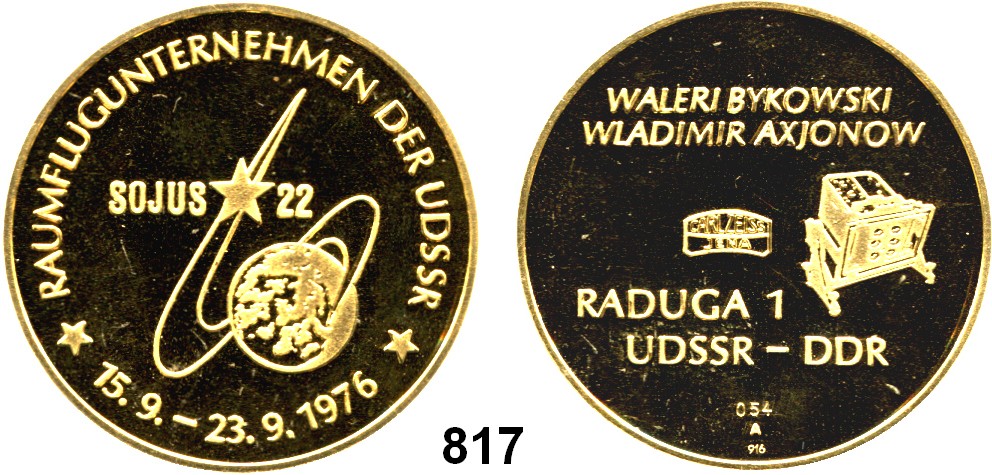 RAUMFLUGUNTERNEHMEN DER UDSSR
SOJUS 22
15. 9. – 23. 9. 1976
WALERI BYKOWSKI
WLADIMIR AXJONOW
CARL ZEISS
JENA
RADUGA 1
UDSSR – DDR
054
A
916
817